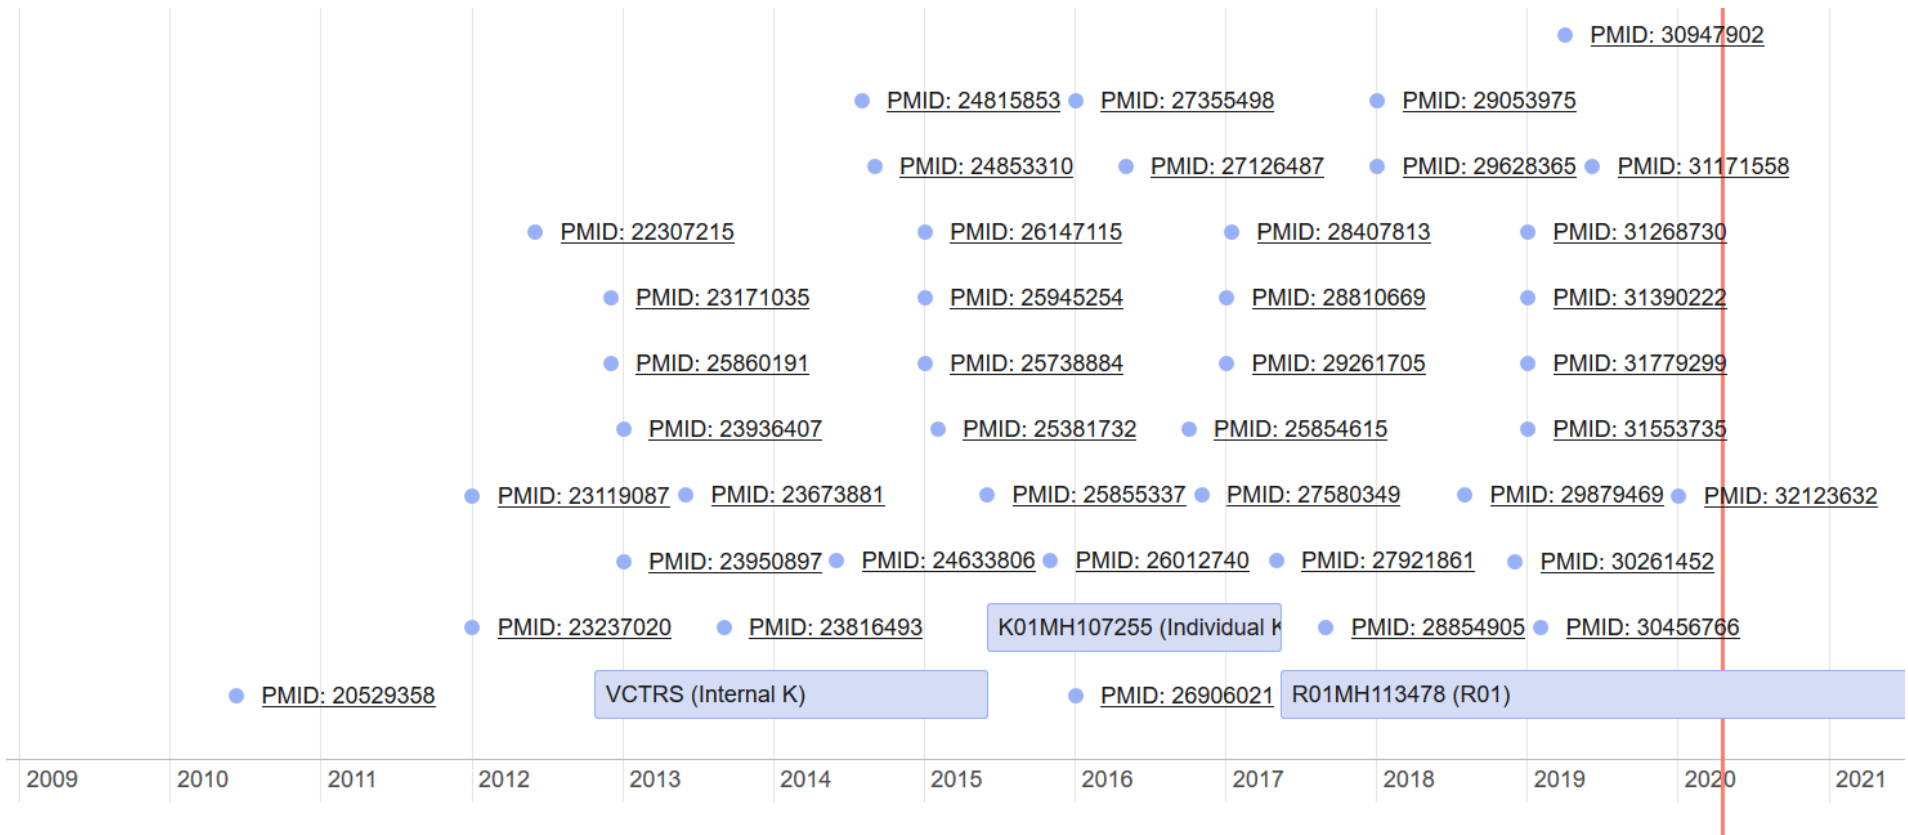 PMID: 30947902
PMID: 24815853 PMID: 27355498 PMID: 29053975
PMID: 24853310 PMID: 27126487 PMID: 29628365 PMID: 31171558
PMID: 22307215 PMID: 26147115 PMID: 28407813 PMID: 31268730
PMID: 23171035 PMID: 25945254 PMID: 28810669 PMID: 31390222
PMID: 25860191 PMID: 25738884 PMID: 29261705 PMID: 31779299
PMID: 23936407 PMID: 25381732 PMID: 25854615 PMID: 31553735
PMID: 23119087 PMID: 23673881 PMID: 25855337 PMID: 27580349 PMID: 29879469 PMID: 32123632
PMID: 23950897 PMID: 24633806 PMID: 26012740 PMID: 27921861 PMID: 30261452
PMID: 23237020 PMID: 23816493 K01MH107255 (Individual K PMID: 28854905 PMID: 30456766
PMID: 20529358 VCTRS (Internal K) PMID: 26906021 R01MH113478 (R01)
2009 2010 2011 2012 2013 2014 2015 2016 2017 2018 2019 2020 2021